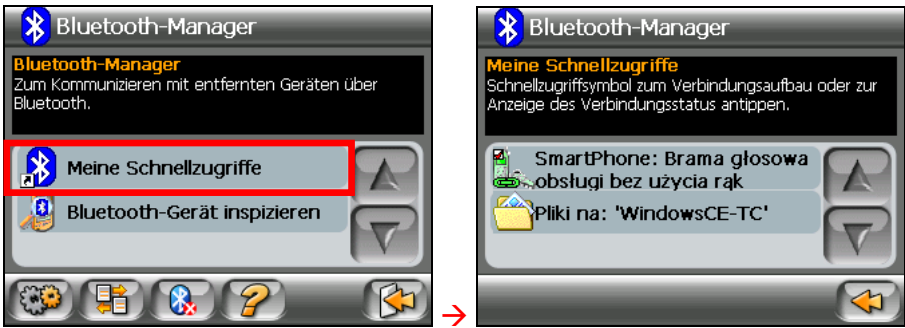 Bluetooth-Manager
Bluetooth-Manager
Zum Kommunizieren mit entfernten Geräten über
Bluetooth.
Meine Schnellzugriffe
Bluetooth-Gerät inspizieren
→
Bluetooth-Manager
Meine Schnellzugriffe
Schnellzugriffsymbol zum Verbindungsaufbau oder zur
Anzeige des Verbindungsstatus antippen.
SmartPhone: Brama głosowa
obsługi bez użycia rąk
Pliki na: 'WindowsCE-TC'